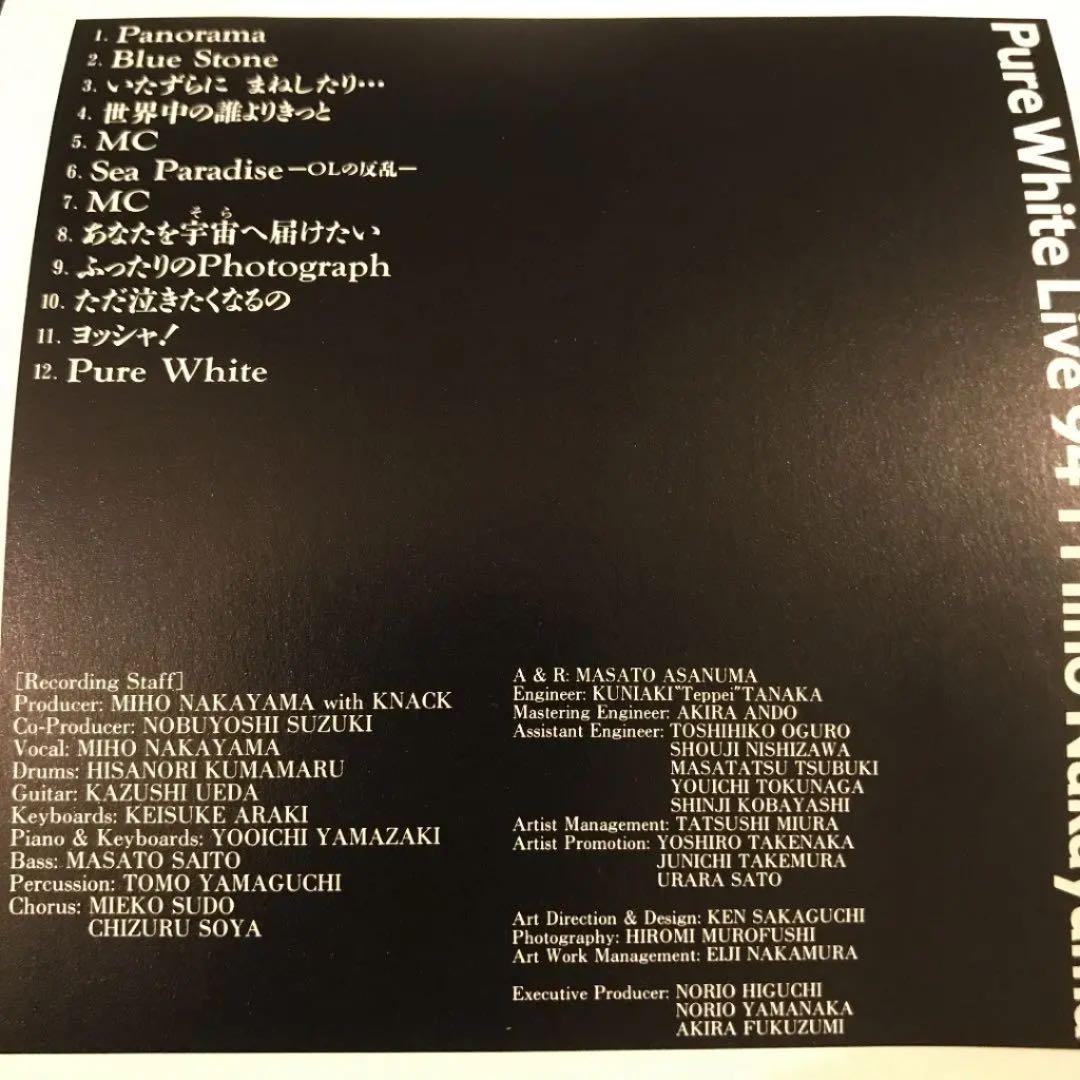 1. Panorama
2. Blue Stone
3. いたずらに まねしたり…
4. 世界中の誰よりきっと
5. MC
6. Sea Paradise —OLの反乱—
7. MC
そ ら
8. あなたを宇宙へ届けたい
9. ふったりのPhotograph
10. ただ泣きたくなるの
11. ヨッシャ!
12. Pure White
[Recording Staff]
Producer: MIHO NAKAYAMA with KNACK
Co-Producer: NOBUYOSHI SUZUKI
Vocal: MIHO NAKAYAMA
Drums: HISANORI KUMAMARU
Guitar: KAZUSHI UEDA
Keyboards: KEISUKE ARAKI
Piano & Keyboards: YOOICHI YAMAZAKI
Bass: MASATO SAITO
Percussion: TOMO YAMAGUCHI
Chorus: MIEKO SUDO
CHIZURU SOYA
A & R: MASATO ASANUMA
Engineer: KUNIAKI"Teppei"TANAKA
Mastering Engineer: AKIRA ANDO
Assistant Engineer: TOSHIHIKO OGURO
SHOUJI NISHIZAWA
MASATATSU TSUBUKI
YOUICHI TOKUNAGA
SHINJI KOBAYASHI
Artist Management: TATSUSHI MIURA
Artist Promotion: YOSHIRO TAKENAKA
JUNICHI TAKEMURA
URARA SATO
Art Direction & Design: KEN SAKAGUCHI
Photography: HIROMI MUROFUSHI
Art Work Management: EIJI NAKAMURA
Executive Producer: NORIO HIGUCHI
NORIO YAMANAKA
AKIRA FUKUZUMI
Pure White Live '94 Miho Nakayama